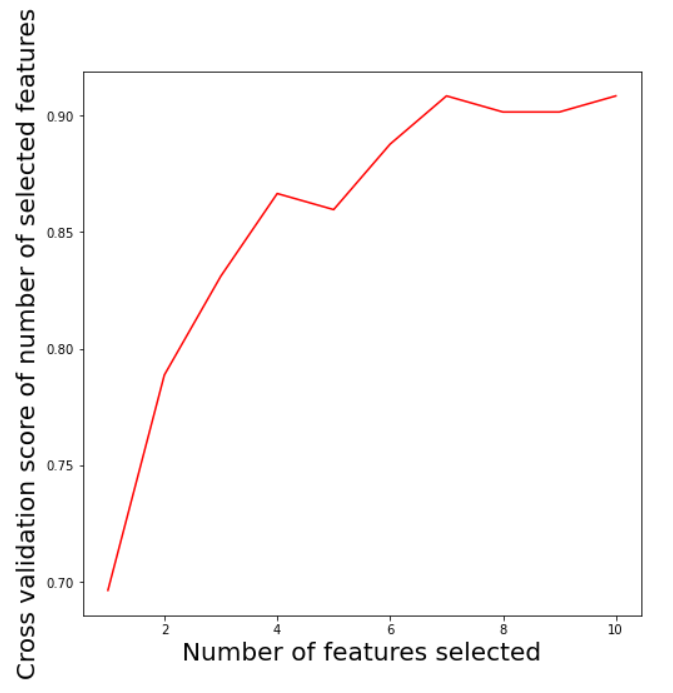 Cross validation score of number of selected features
0.90
0.85
0.80
0.75
0.70
2 4 6 8 10
Number of features selected